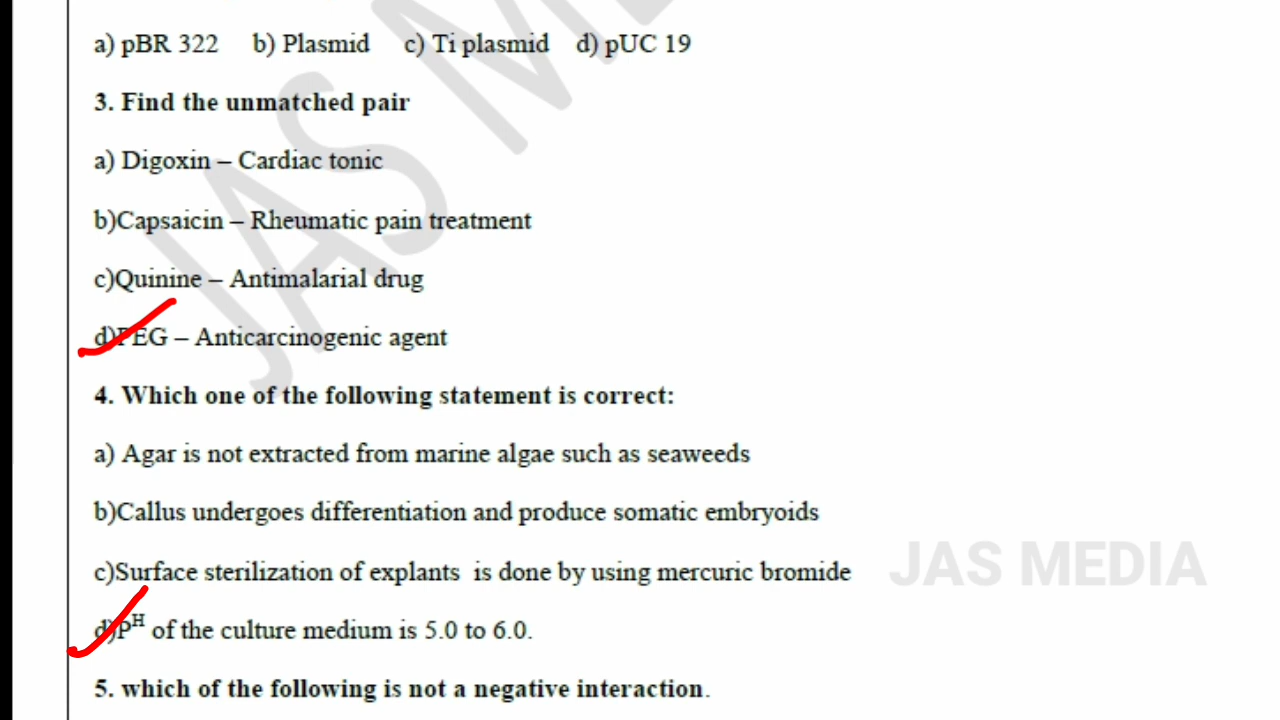 a) pBR 322 b) Plasmid c) Ti plasmid d) pUC 19
3. Find the unmatched pair
a) Digoxin – Cardiac tonic
b)Capsaicin – Rheumatic pain treatment
c)Quinine – Antimalarial drug
d)PEG – Anticarcinogenic agent
4. Which one of the following statement is correct:
a) Agar is not extracted from marine algae such as seaweeds
b)Callus undergoes differentiation and produce somatic embryoids
c)Surface sterilization of explants is done by using mercuric bromide
JAS MEDIA
d)P^H of the culture medium is 5.0 to 6.0.
5. which of the following is not a negative interaction.
JAS ME